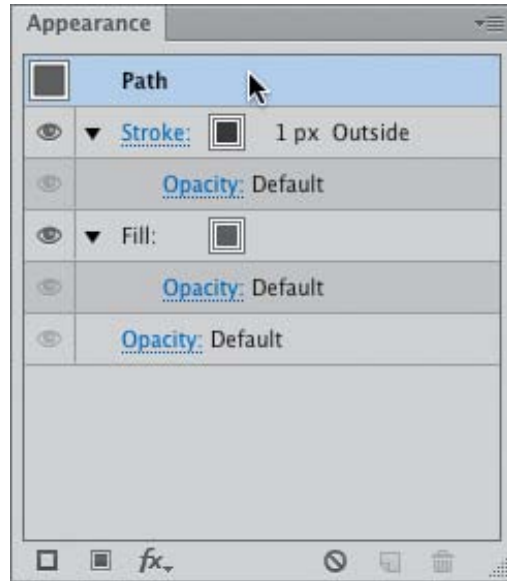 Appearance
Path
Stroke: 1 px Outside
Opacity: Default
Fill:
Opacity: Default
Opacity: Default
fx